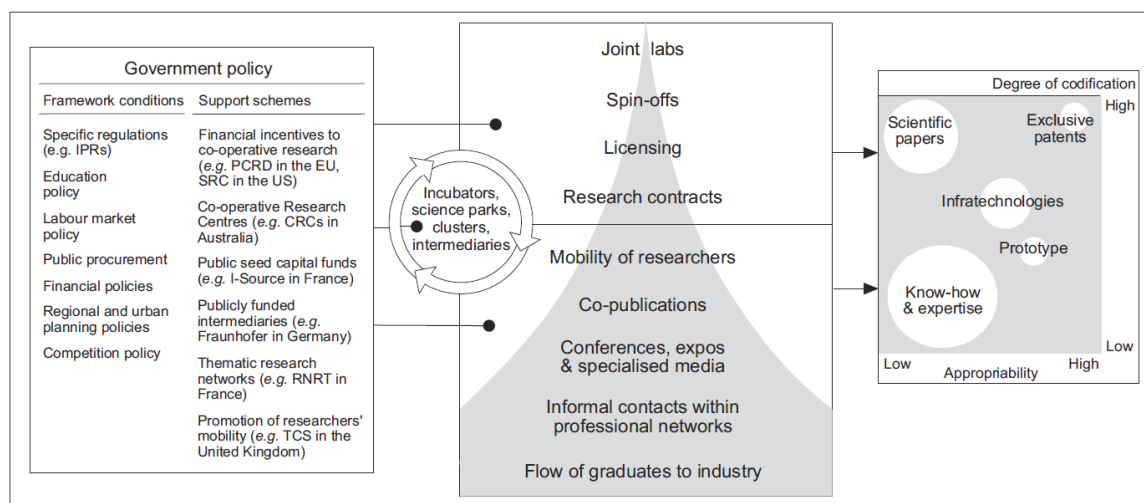 Government policy
Framework conditions
Specific regulations
(e.g. IPRs)
Education
policy
Labour market
policy
Public procurement
Financial policies
Regional and urban
planning policies
Competition policy
Support schemes
Financial incentives to
co-operative research
(e.g. PCRD in the EU,
SRC in the US)
Co-operative Research
Centres (e.g. CRCs in
Australia)
Public seed capital funds
(e.g. I-Source in France)
Publicly funded
intermediaries (e.g.
Fraunhofer in Germany)
Thematic research
networks (e.g. RNRT in
France)
Promotion of researchers'
mobility (e.g. TCS in the
United Kingdom)
Incubators,
science parks,
clusters,
intermediaries
Joint labs
Spin-offs
Licensing
Research contracts
Mobility of researchers
Co-publications
Conferences, expos
& specialised media
Informal contacts within
professional networks
Flow of graduates to industry
Degree of codification
High
Scientific
papers
Exclusive
patents
Infratechnologies
Prototype
Know-how
& expertise
Low
Low
High
Appropriability